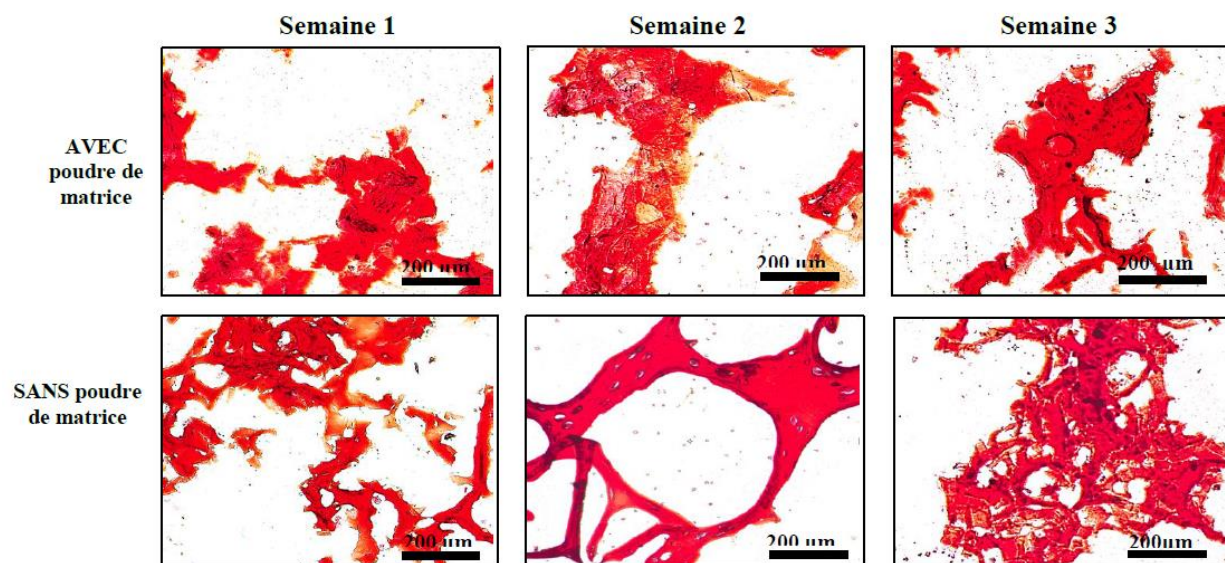 Semaine 1
Semaine 2
Semaine 3
AVEC
poudre de
matrice
200 µm
200 µm
200 µm
SANS poudre
de matrice
200 µm
200 µm
200µm